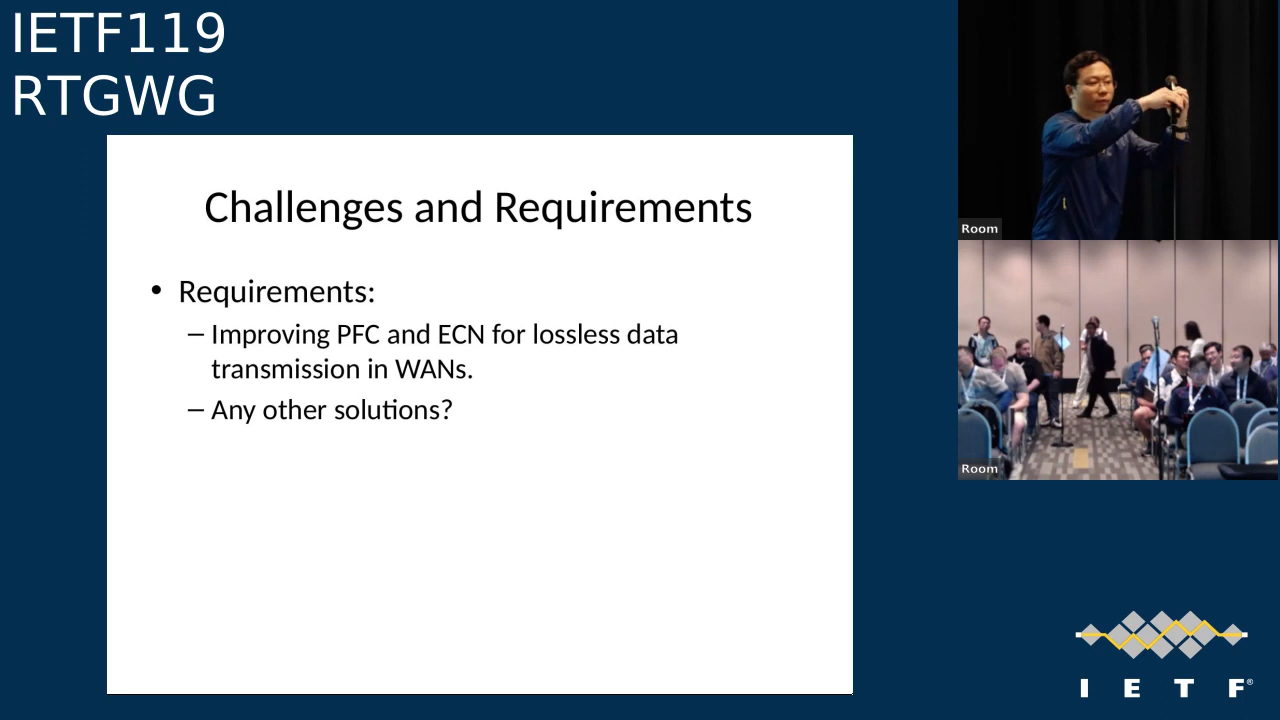 IETF119
RTGWG
Challenges and Requirements
• Requirements:
– Improving PFC and ECN for lossless data
transmission in WANs.
– Any other solutions?
Room
Room
I E T F®